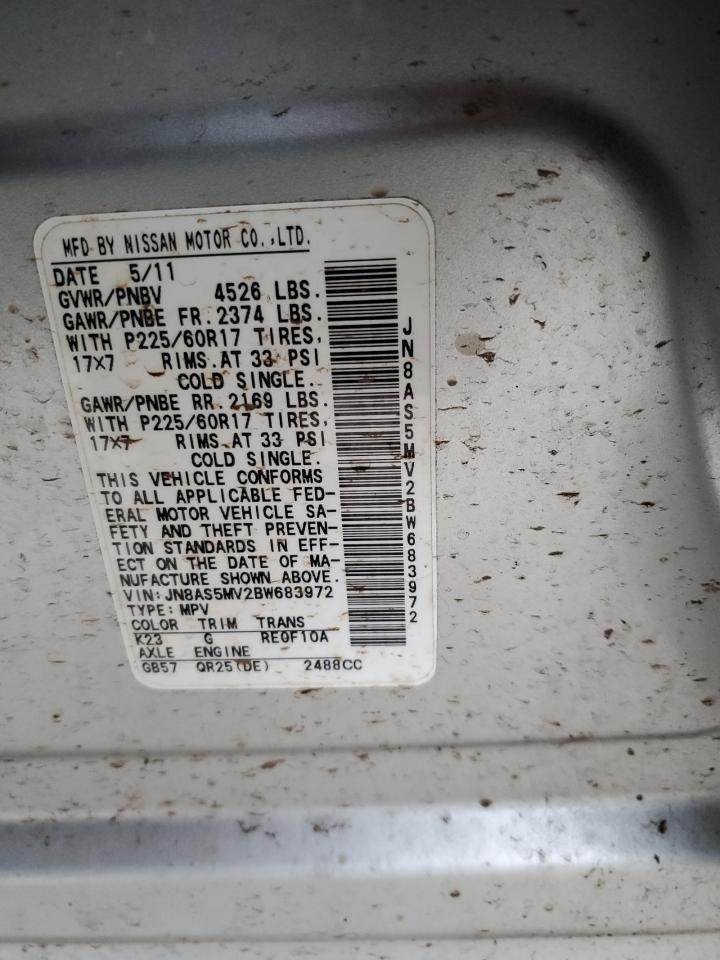 MFD BY NISSAN MOTOR CO.,LTD.
DATE 5/11
GVWR/PNBV 4526 LBS.
GAWR/PNBE FR. 2374 LBS.
WITH P225/60R17 TIRES,
17X7 RIMS AT 33 PSI
COLD SINGLE.
GAWR/PNBE RR. 2169 LBS.
WITH P225/60R17 TIRES,
17X7 RIMS AT 33 PSI
COLD SINGLE.
THIS VEHICLE CONFORMS
TO ALL APPLICABLE FED-
ERAL MOTOR VEHICLE SA-
FETY AND THEFT PREVEN-
TION STANDARDS IN EFF-
ECT ON THE DATE OF MA-
NUFACTURE SHOWN ABOVE.
VIN: JN8AS5MV2BW683972
TYPE: MPV
COLOR TRIM TRANS
K23 G RE0F10A
AXLE ENGINE
GB57 QR25(DE) 2488CC
JN8AS5MV2BW683972